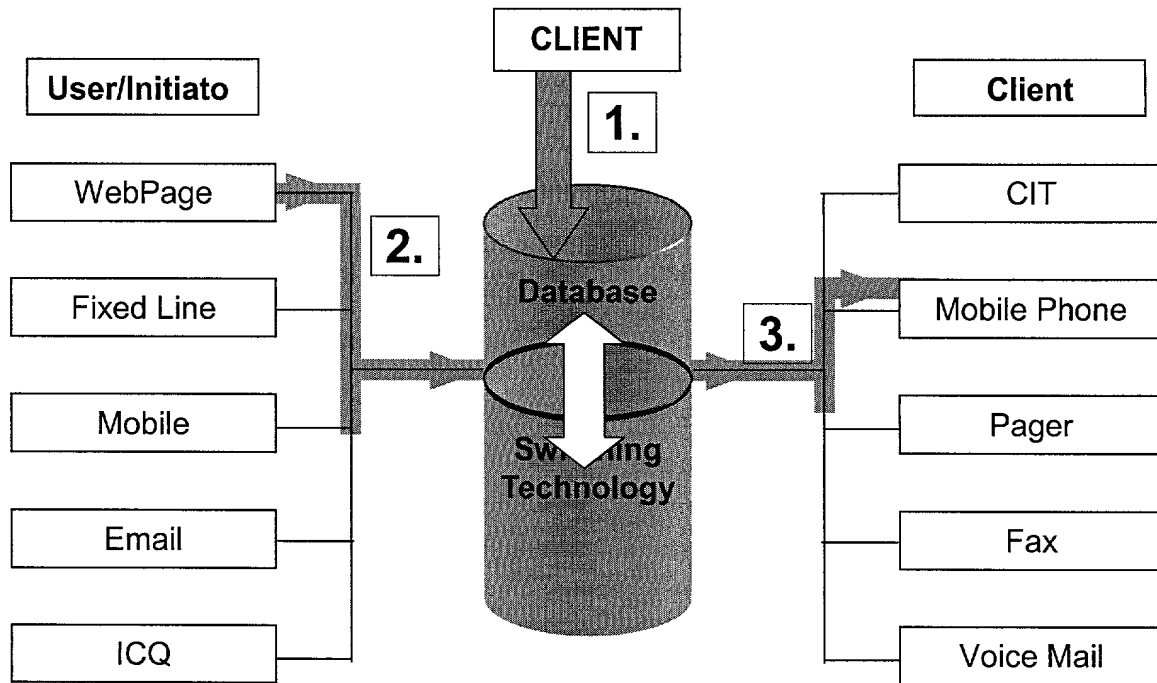 CLIENT
User/Initiato
Client
1.
WebPage
CIT
2.
Database
Fixed Line
Mobile Phone
3.
Mobile
Pager
Technology
Email
Fax
ICQ
Voice Mail